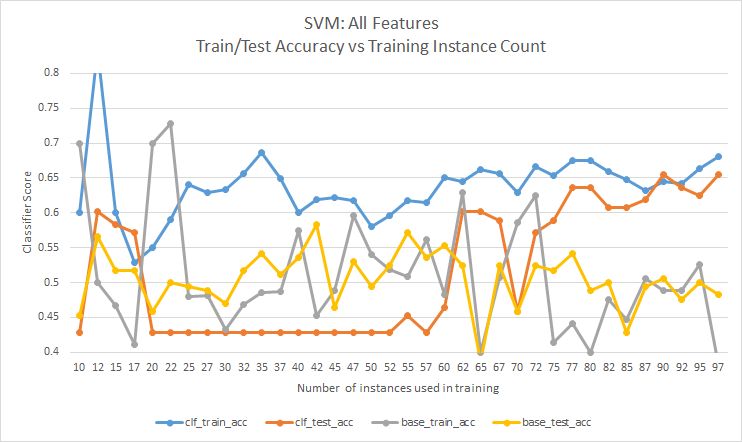 SVM: All Features
Train/Test Accuracy vs Training Instance Count
0.8
0.75
0.7
0.65
0.6
0.55
0.5
0.45
0.4
Classifier Score
10 12 15 17 20 22 25 27 30 32 35 37 40 42 45 47 50 52 55 57 60 62 65 67 70 72 75 77 80 82 85 87 90 92 95 97
Number of instances used in training
clf_train_acc clf_test_acc base_train_acc base_test_acc